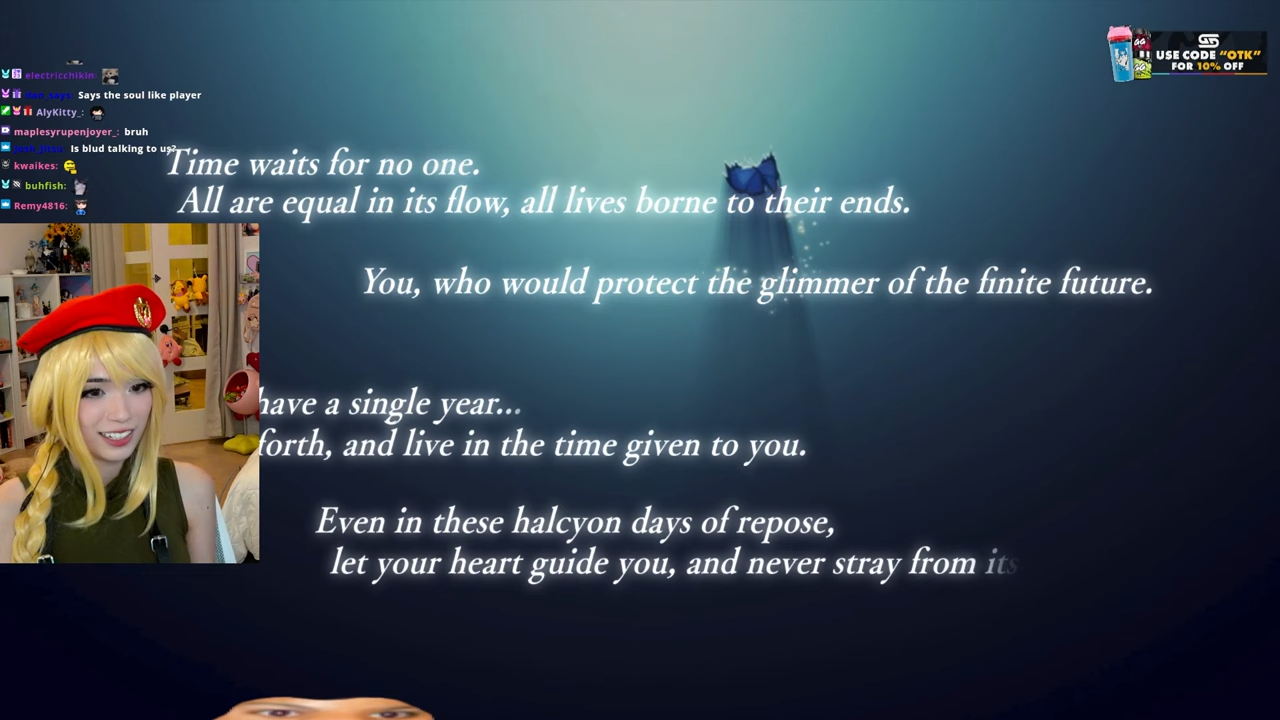 electricchikin:
dan_says: Says the soul like player
AlyKitty_:
maplesyrupenjoyer_: bruh
Is blud talking to us?
kwaikes:
buhfish:
Remy4816:
USE CODE “OTK”
FOR 10% OFF
Time waits for no one.
All are equal in its flow, all lives borne to their ends.
You, who would protect the glimmer of the finite future.
have a single year...
forth, and live in the time given to you.
Even in these halcyon days of repose,
let your heart guide you, and never stray from its